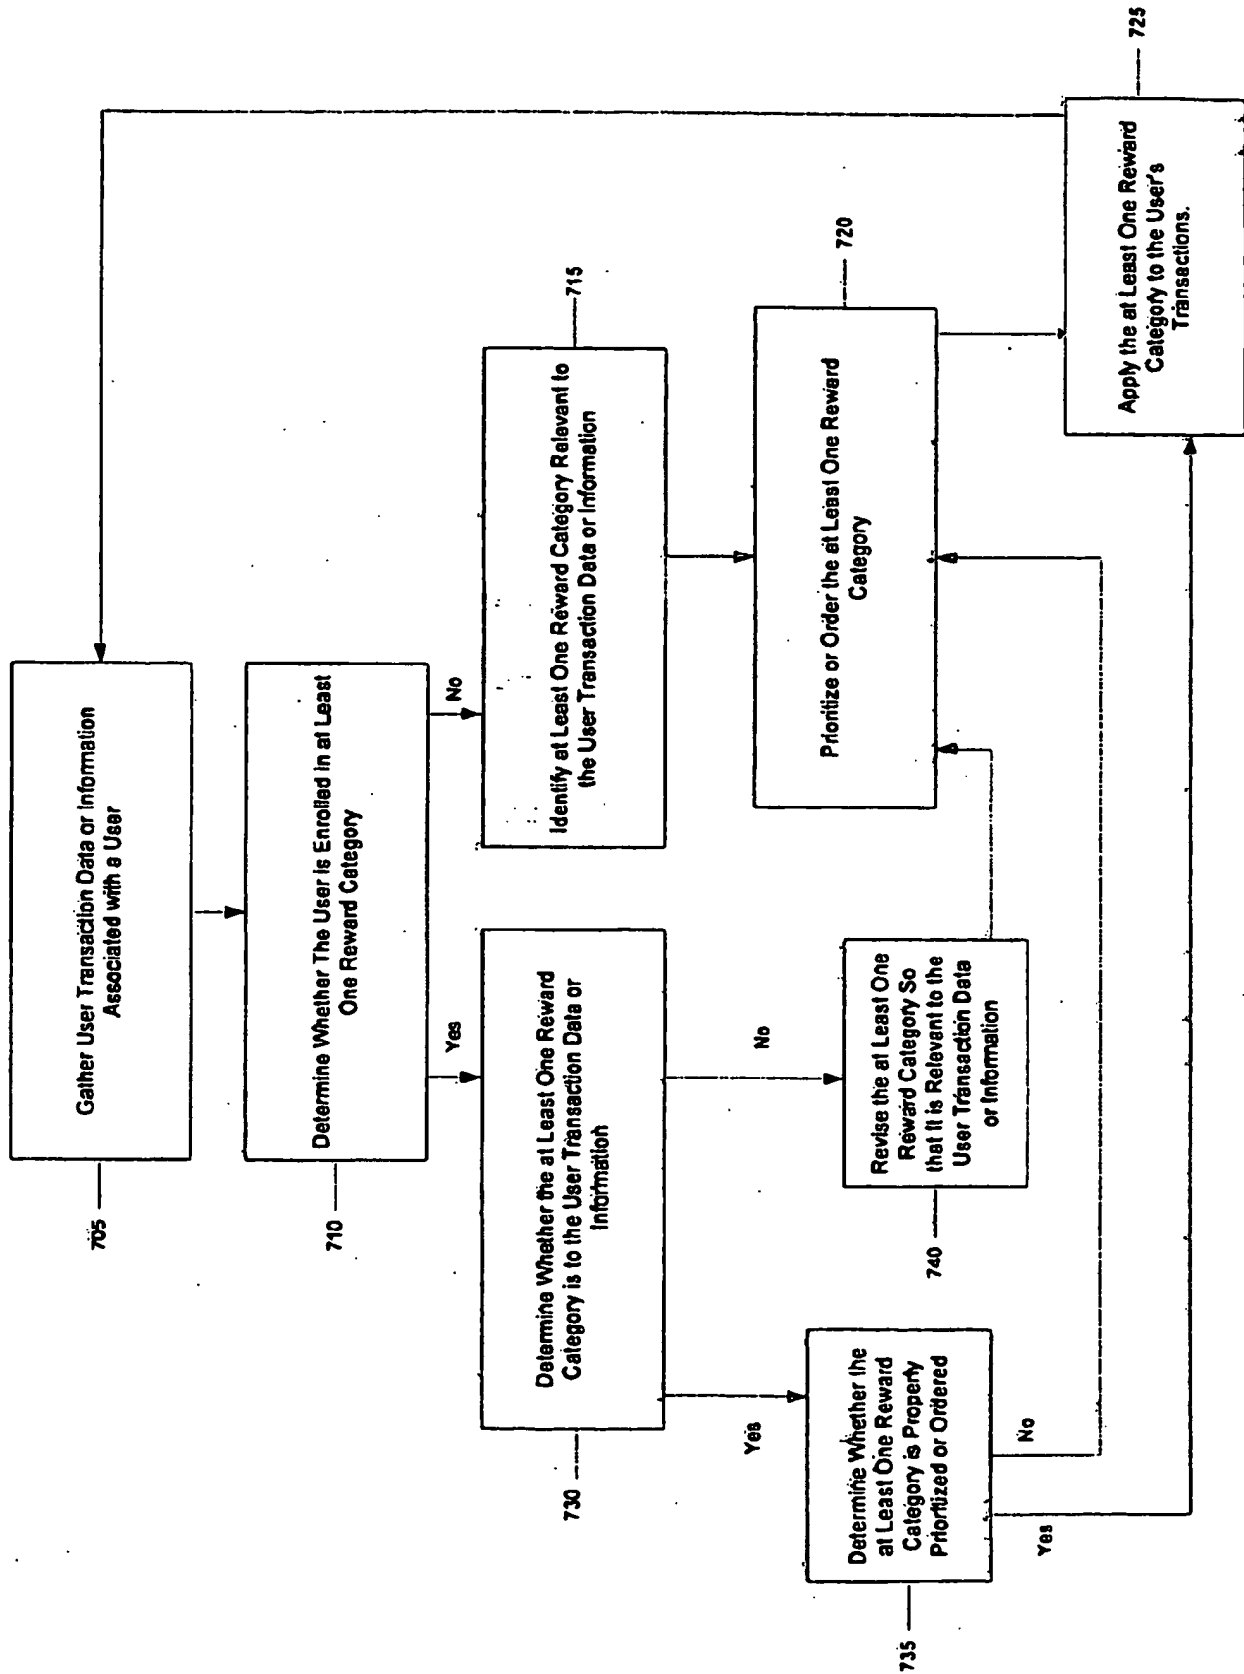 Gather User Transaction Data or Information
Associated with a User
705
Determine Whether The User is Enrolled in at Least
One Reward Category
710
No
Yes
Identify at Least One Reward Category Relevant to
the User Transaction Data or Information
715
Determine Whether the at Least One Reward
Category is to the User Transaction Data or
Information
730
Yes
No
Prioritize or Order the at Least One Reward
Category
720
Determine Whether the
at Least One Reward
Category is Properly
Prioritized or Ordered
735
Revise the at Least One
Reward Category So
that It is Relevant to the
User Transaction Data
or Information
740
No
Yes
Apply the at Least One Reward
Category to the User's
Transactions.
725